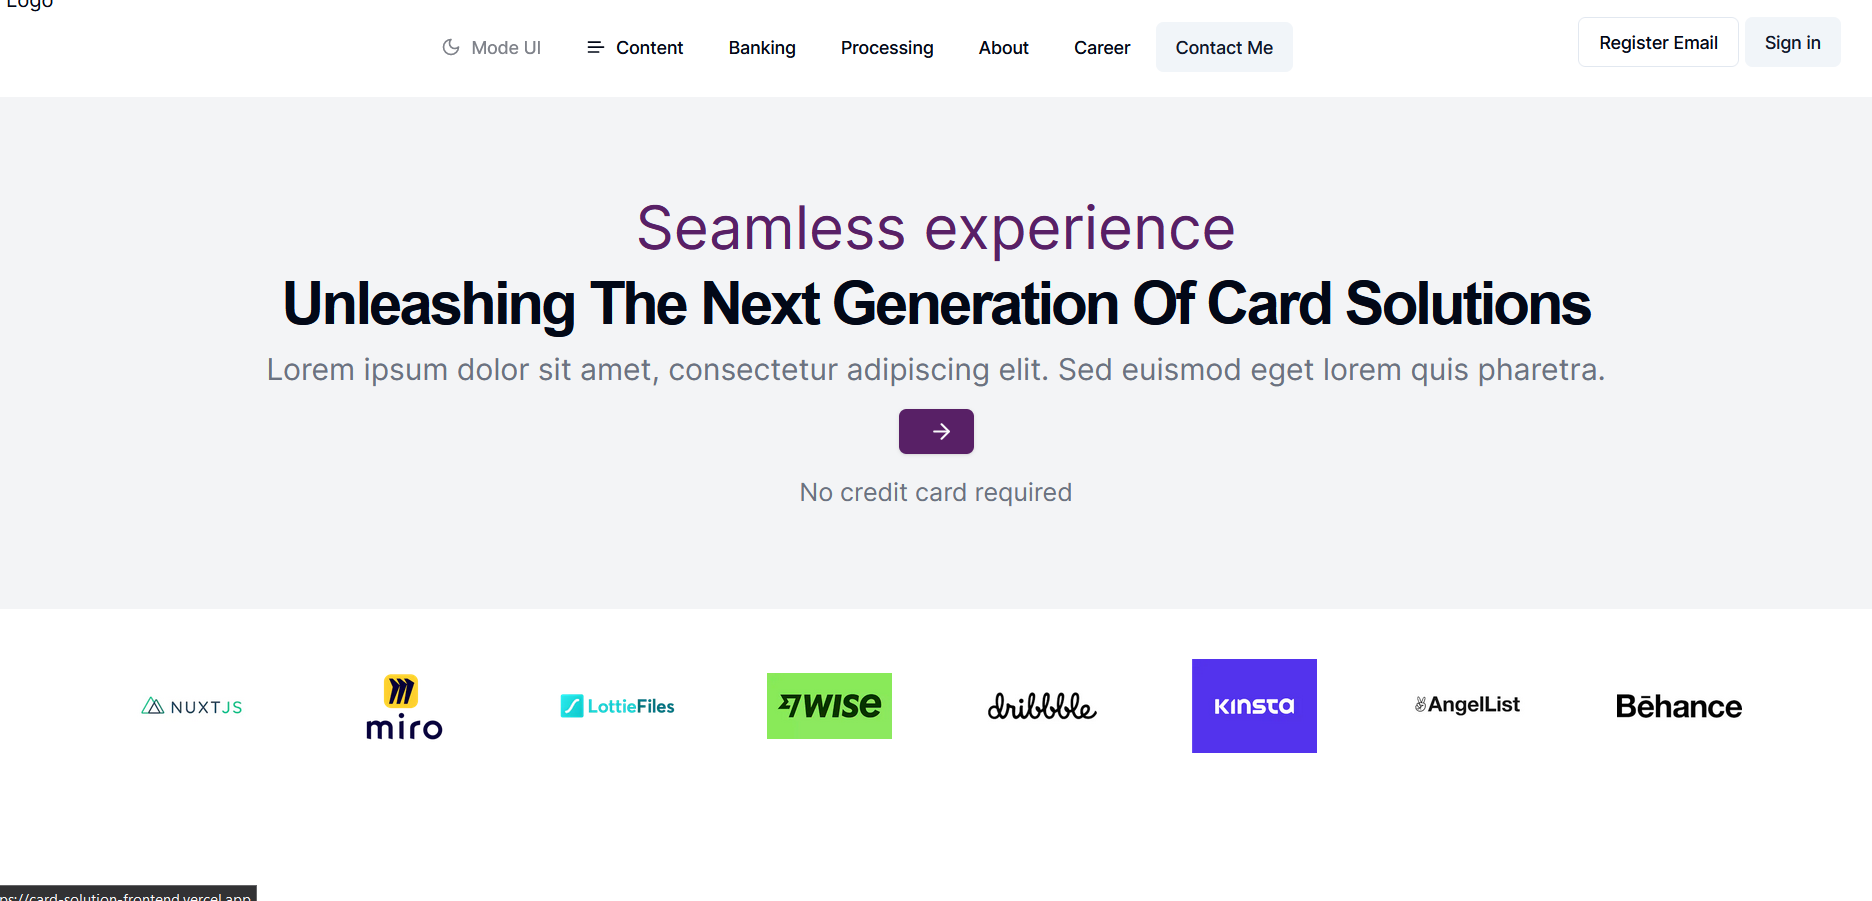 Logo
Mode UI Content Banking Processing About Career Contact Me Register Email Sign in
Seamless experience
Unleashing The Next Generation Of Card Solutions
Lorem ipsum dolor sit amet, consectetur adipiscing elit. Sed euismod eget lorem quis pharetra.
No credit card required
NUXTJS miro LottieFiles WISE dribbble Kinsta AngelList Bēhance
ps://card-solution-frontend.vercel.app